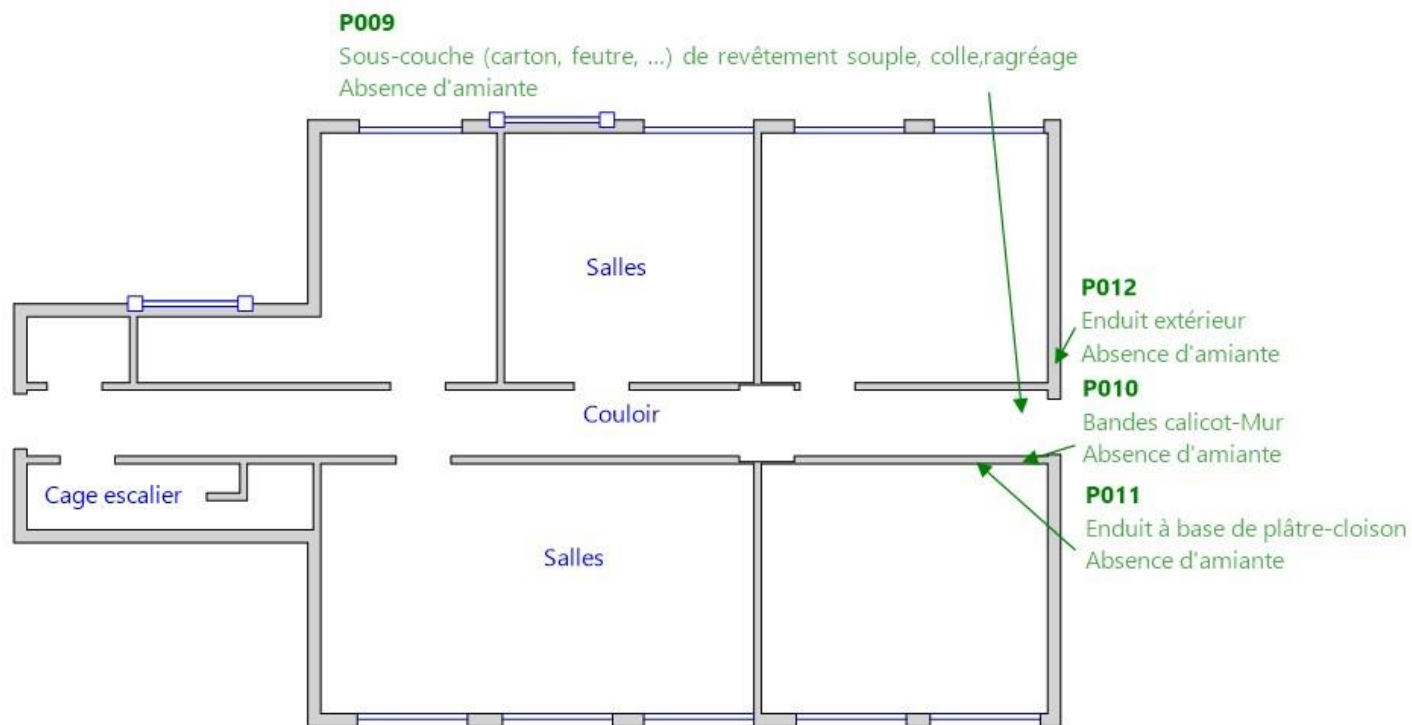 P009
Sous-couche (carton, feutre, ...) de revêtement souple, colle,ragréage
Absence d'amiante
Salles
P012
Enduit extérieur
Absence d'amiante
Couloir
P010
Bandes calicot-Mur
Absence d'amiante
Cage escalier
P011
Enduit à base de plâtre-cloison
Absence d'amiante
Salles